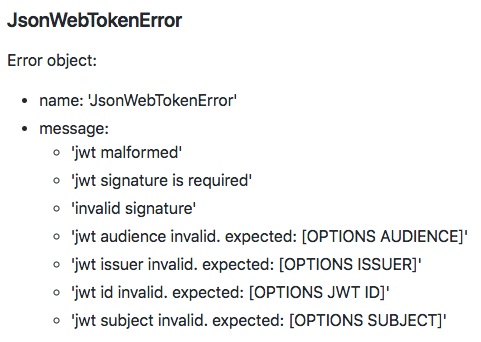 JsonWebTokenError
Error object:
• name: 'JsonWebTokenError'
• message:
◦ 'jwt malformed'
◦ 'jwt signature is required'
◦ 'invalid signature'
◦ 'jwt audience invalid. expected: [OPTIONS AUDIENCE]'
◦ 'jwt issuer invalid. expected: [OPTIONS ISSUER]'
◦ 'jwt id invalid. expected: [OPTIONS JWT ID]'
◦ 'jwt subject invalid. expected: [OPTIONS SUBJECT]'